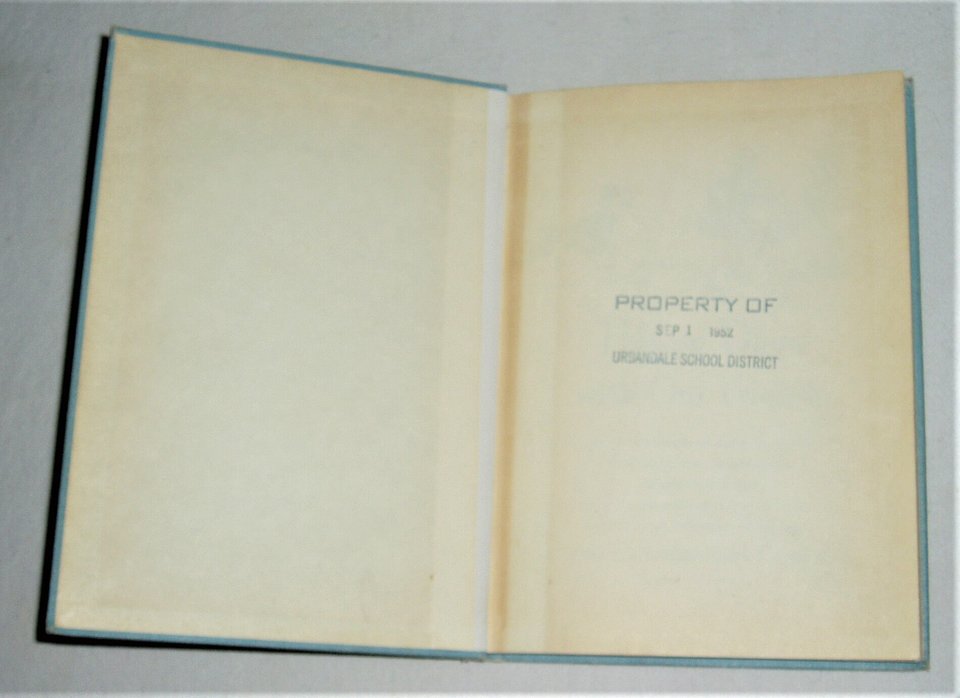 PROPERTY OF
SEP 1 1952
URBANDALE SCHOOL DISTRICT